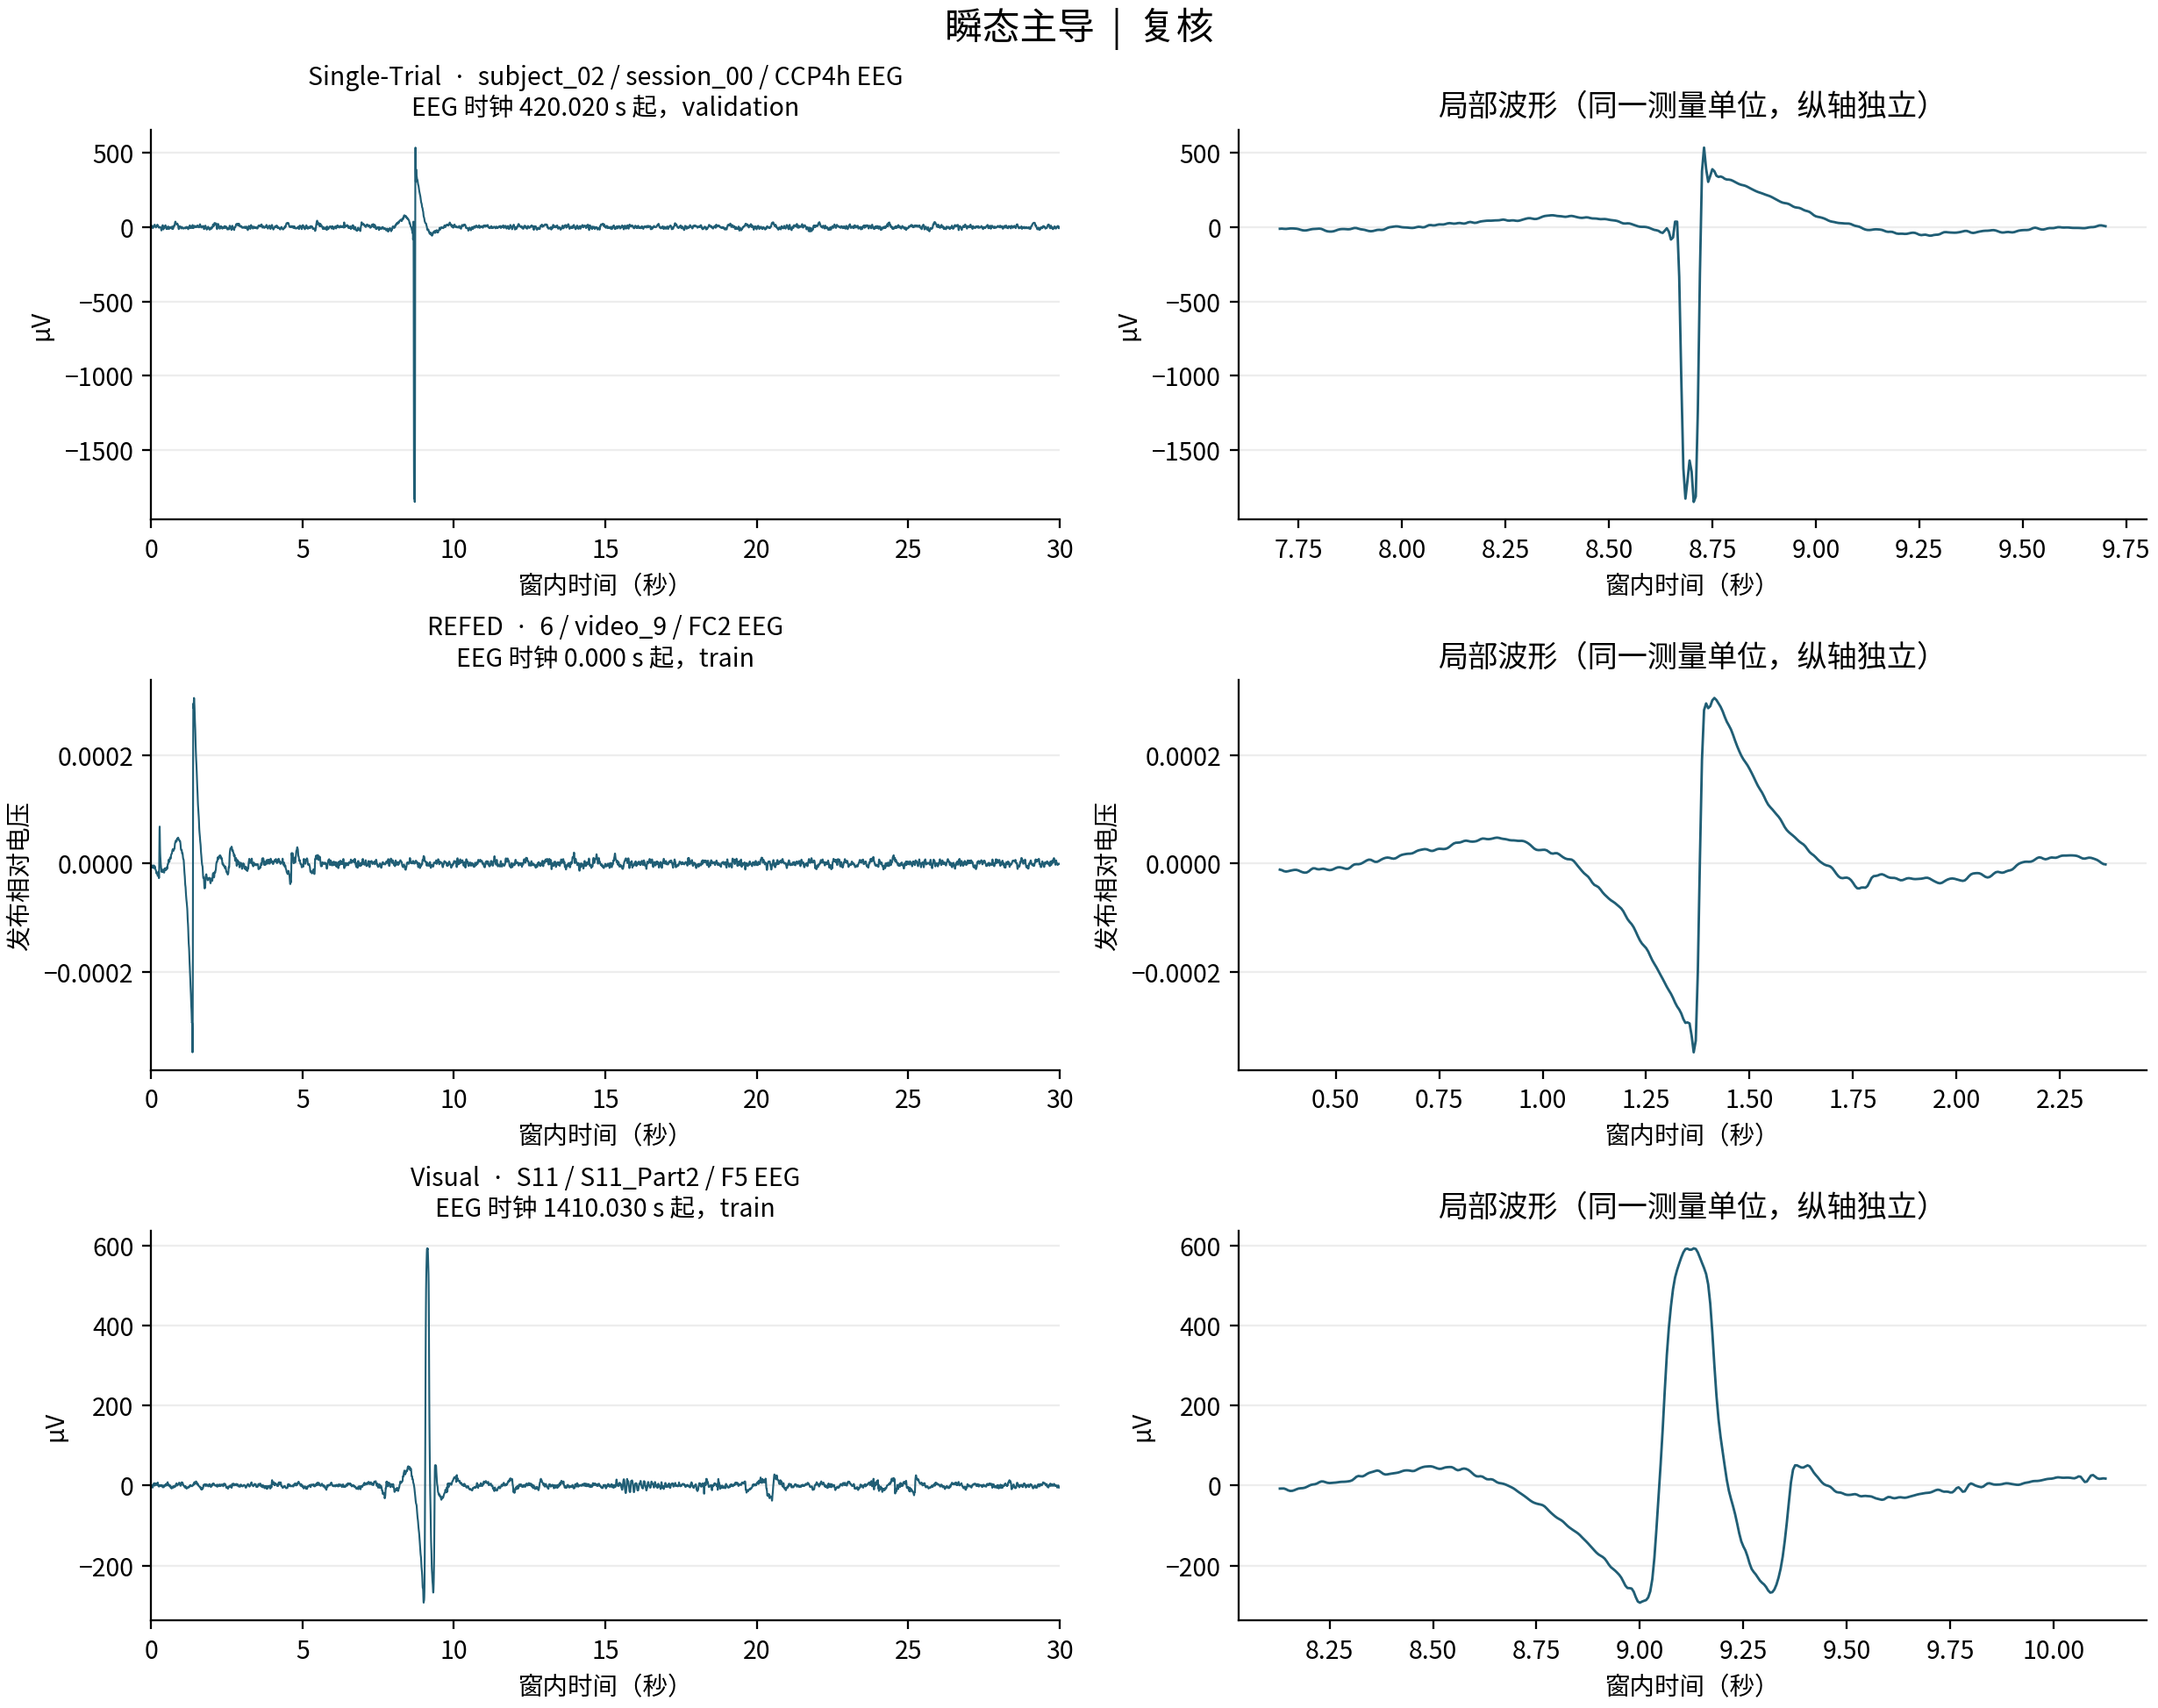 瞬态主导 | 复核
Single-Trial · subject_02 / session_00 / CCP4h EEG
EEG 时钟 420.020 s 起，validation
局部波形（同一测量单位，纵轴独立）
500
0
−500
−1000
−1500
µV
0 5 10 15 20 25 30
窗内时间（秒）
500
0
−500
−1000
−1500
µV
7.75 8.00 8.25 8.50 8.75 9.00 9.25 9.50 9.75
窗内时间（秒）
REFED · 6 / video_9 / FC2 EEG
EEG 时钟 0.000 s 起，train
局部波形（同一测量单位，纵轴独立）
0.0002
0.0000
−0.0002
发布相对电压
0 5 10 15 20 25 30
窗内时间（秒）
0.0002
0.0000
−0.0002
发布相对电压
0.50 0.75 1.00 1.25 1.50 1.75 2.00 2.25
窗内时间（秒）
Visual · S11 / S11_Part2 / F5 EEG
EEG 时钟 1410.030 s 起，train
局部波形（同一测量单位，纵轴独立）
600
400
200
0
−200
µV
0 5 10 15 20 25 30
窗内时间（秒）
600
400
200
0
−200
µV
8.25 8.50 8.75 9.00 9.25 9.50 9.75 10.00
窗内时间（秒）